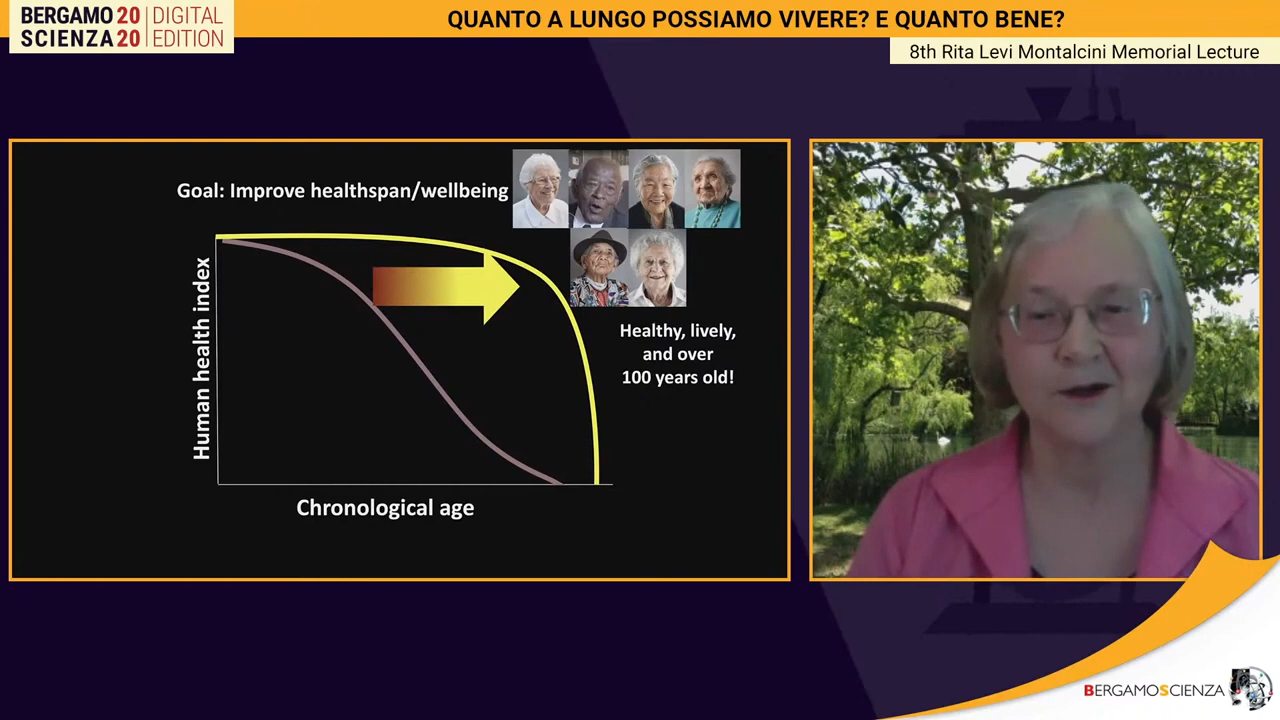 BERGAMO 20 DIGITAL
SCIENZA 20 EDITION
QUANTO A LUNGO POSSIAMO VIVERE? E QUANTO BENE?
8th Rita Levi Montalcini Memorial Lecture
Goal: Improve healthspan/wellbeing
Human health index
Healthy, lively,
and over
100 years old!
Chronological age
BERGAMOSCIENZA